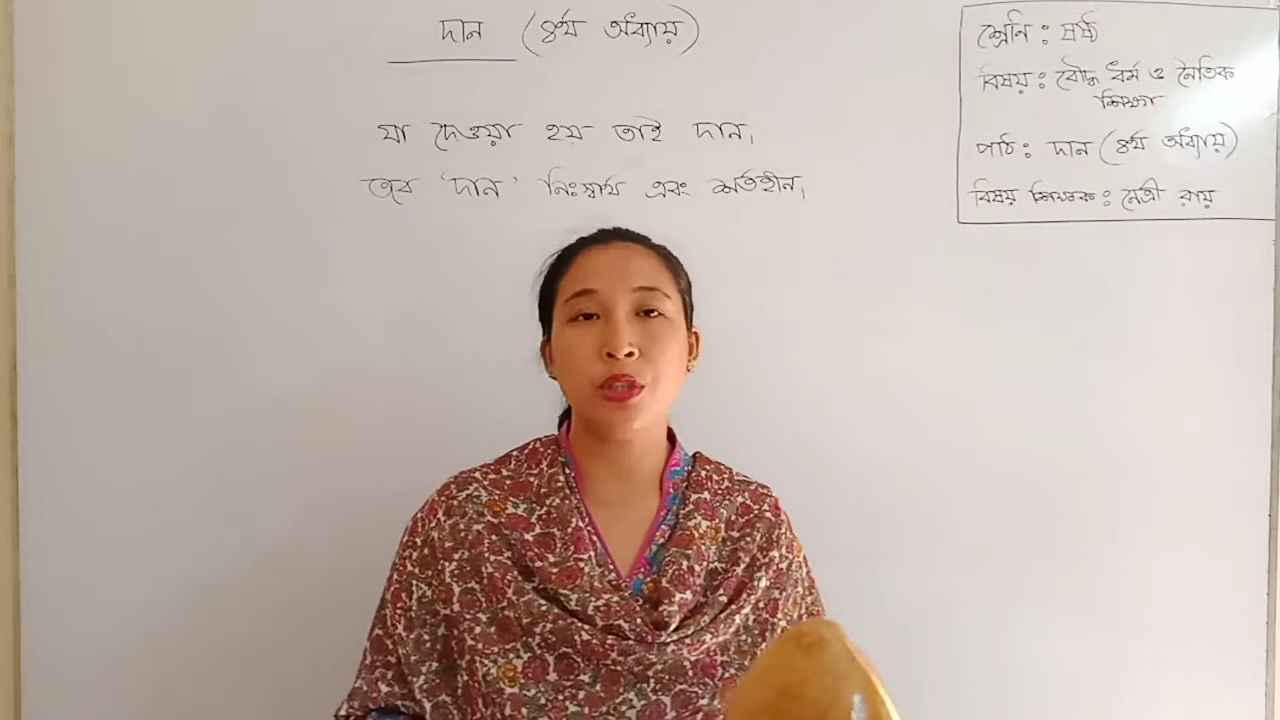 দান (৪র্থ অধ্যায়)
যা দেওয়া হয় তাই দান।
তবে 'দান' নিঃস্বার্থ এবং শর্তহীন।
শ্রেনি : ষষ্ঠ
বিষয় : বৌদ্ধ ধর্ম ও নৈতিক
শিক্ষা
পাঠ : দান (৪র্থ অধ্যায়)
বিষয় শিক্ষক : নেত্রী রায়